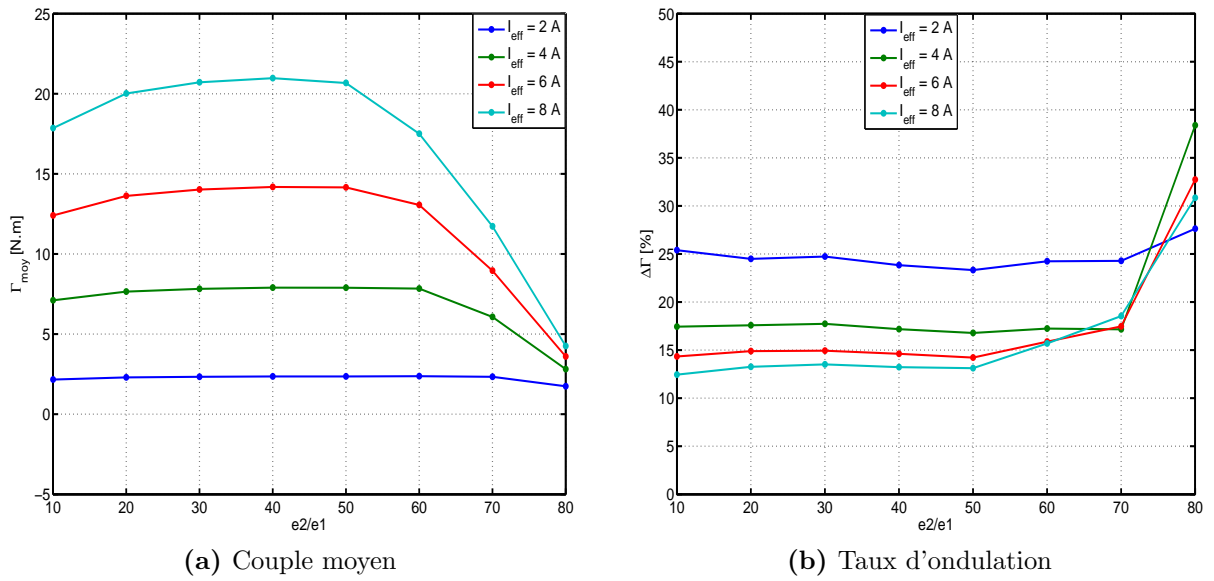 25
20
15
10
5
0
−5
Γmoy [N.m]
10 20 30 40 50 60 70 80
e2/e1
Ieff = 2 A
Ieff = 4 A
Ieff = 6 A
Ieff = 8 A
(a) Couple moyen
50
45
40
35
30
25
20
15
10
5
0
ΔΓ [%]
10 20 30 40 50 60 70 80
e2/e1
Ieff = 2 A
Ieff = 4 A
Ieff = 6 A
Ieff = 8 A
(b) Taux d'ondulation